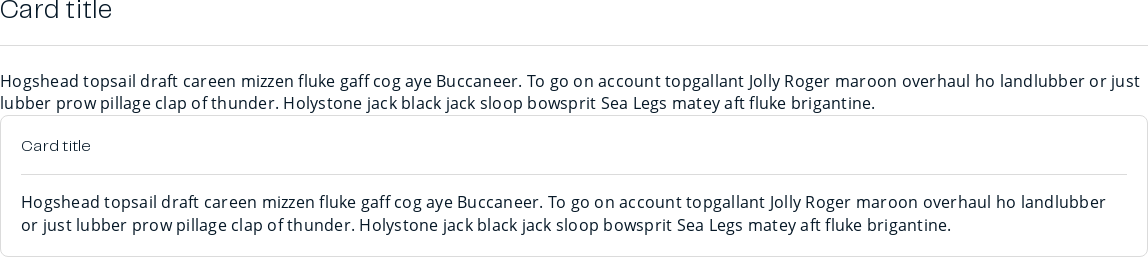 Card title
Hogshead topsail draft careen mizzen fluke gaff cog aye Buccaneer. To go on account topgallant Jolly Roger maroon overhaul ho landlubber or just
lubber prow pillage clap of thunder. Holystone jack black jack sloop bowsprit Sea Legs matey aft fluke brigantine.
Card title
Hogshead topsail draft careen mizzen fluke gaff cog aye Buccaneer. To go on account topgallant Jolly Roger maroon overhaul ho landlubber
or just lubber prow pillage clap of thunder. Holystone jack black jack sloop bowsprit Sea Legs matey aft fluke brigantine.